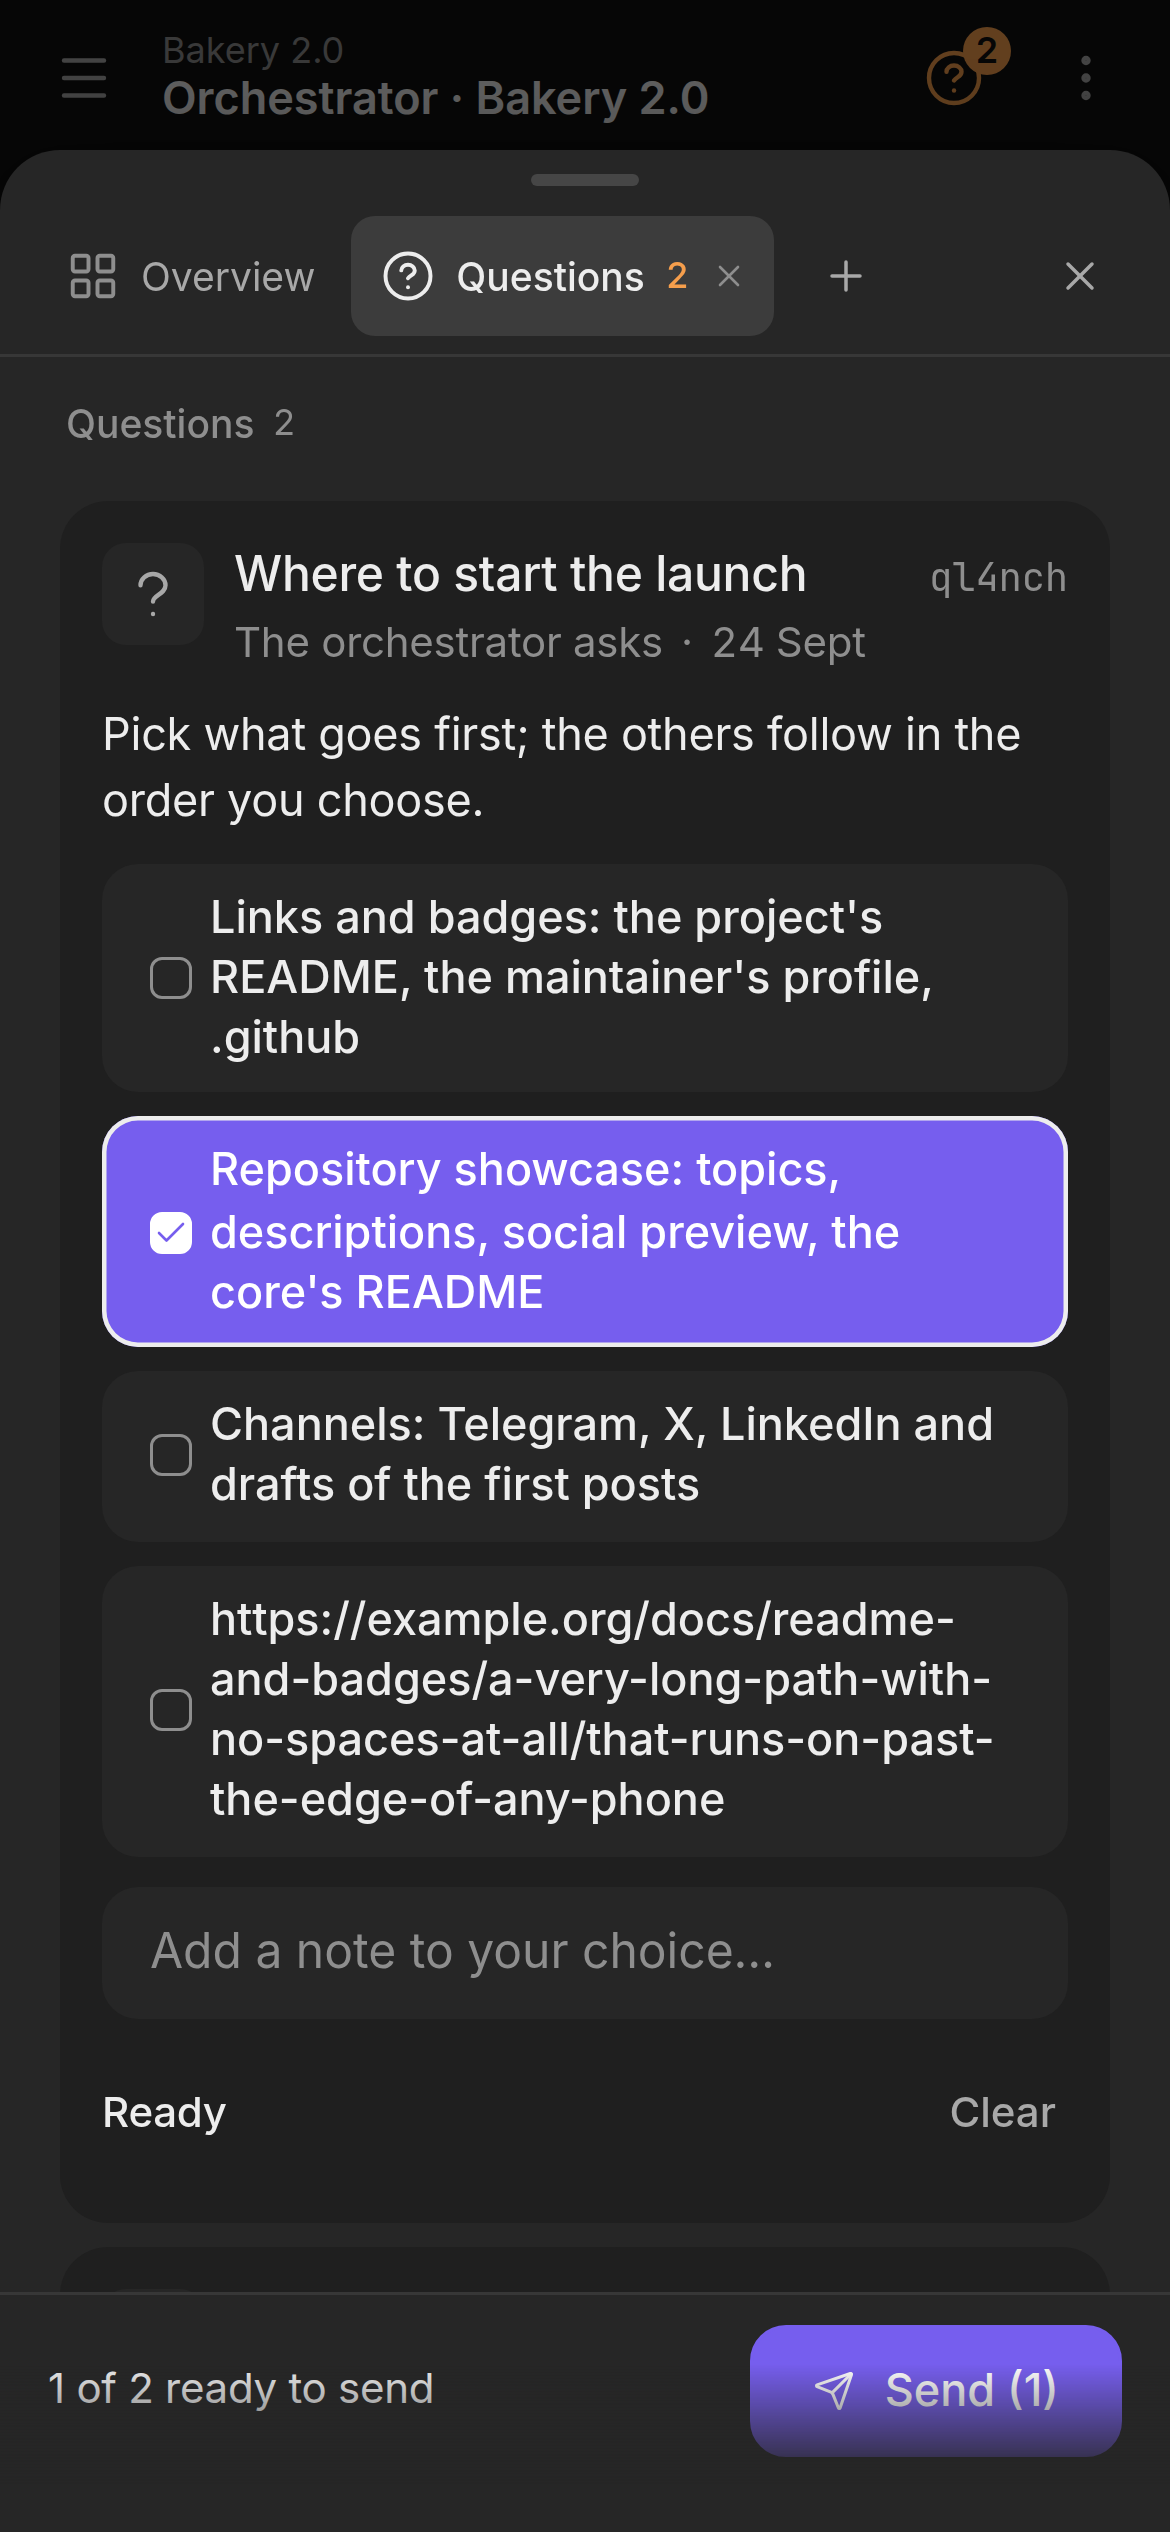 Bakery 2.0
Orchestrator · Bakery 2.0
2
Overview
Questions 2
Questions 2
?
Where to start the launch
ql4nch
The orchestrator asks · 24 Sept
Pick what goes first; the others follow in the
order you choose.
Links and badges: the project's
README, the maintainer's profile,
.github
Repository showcase: topics,
descriptions, social preview, the
core's README
Channels: Telegram, X, LinkedIn and
drafts of the first posts
https://example.org/docs/readme-
and-badges/a-very-long-path-with-
no-spaces-at-all/that-runs-on-past-
the-edge-of-any-phone
Add a note to your choice...
Ready
Clear
1 of 2 ready to send
Send (1)